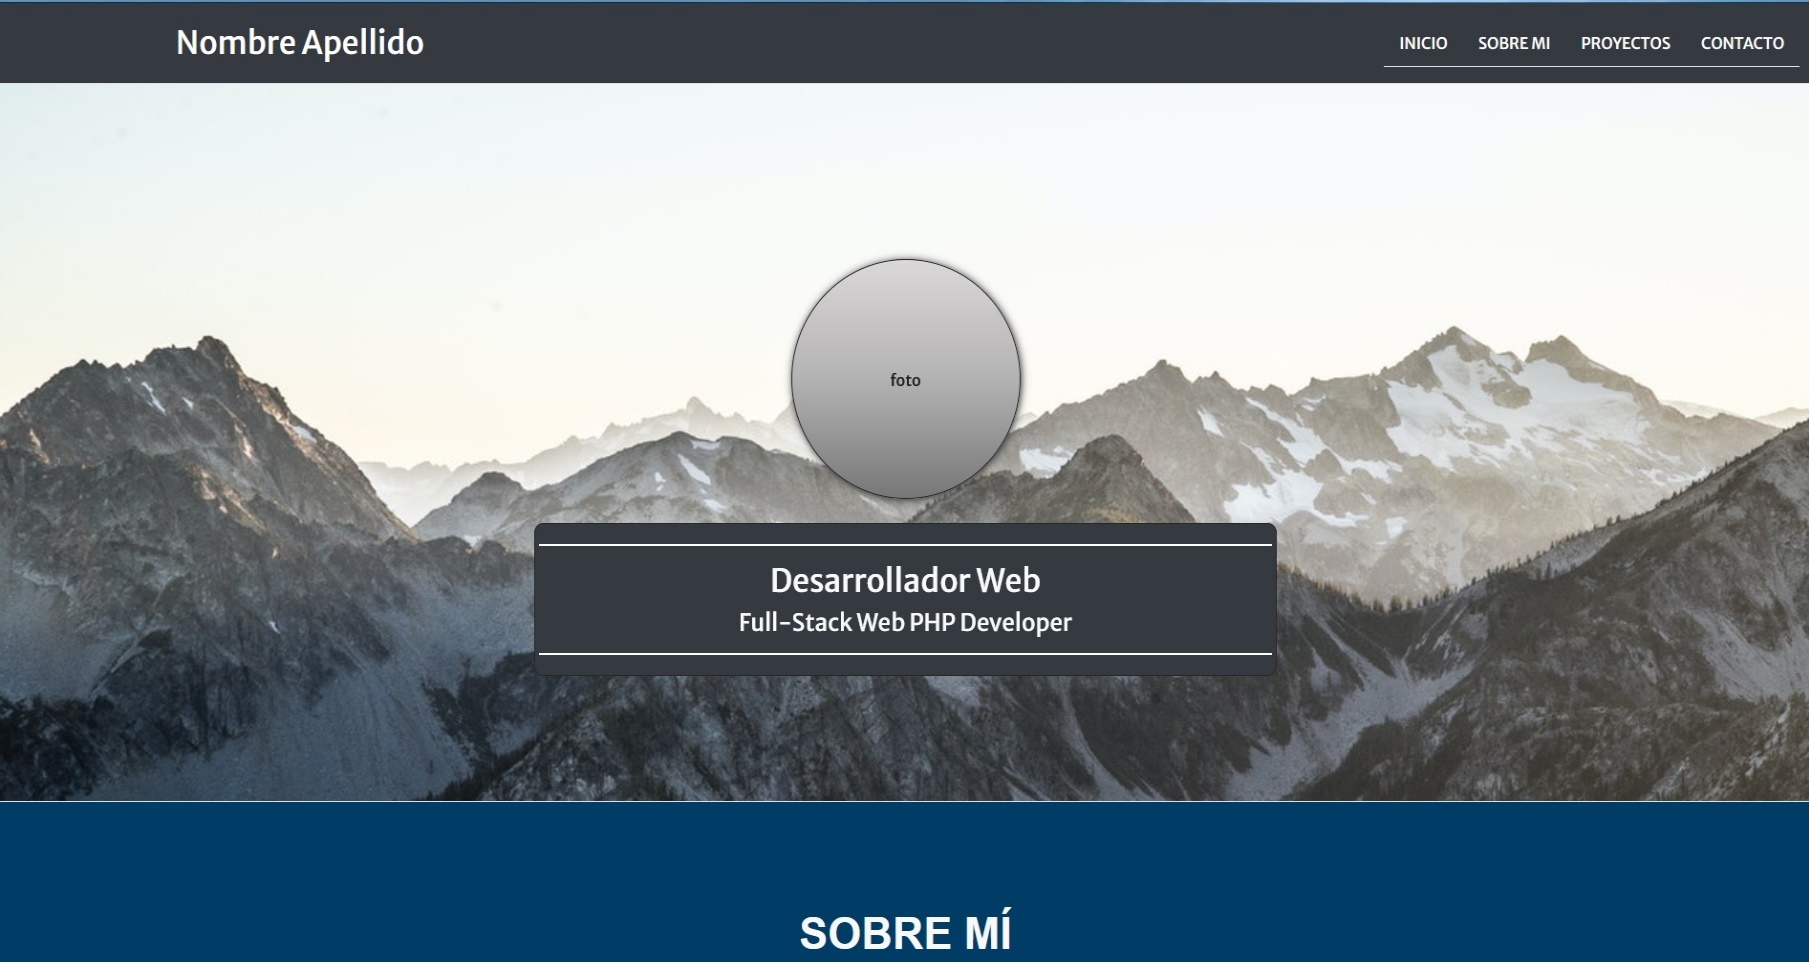 Nombre Apellido
INICIO SOBRE MI PROYECTOS CONTACTO
foto
Desarrollador Web
Full-Stack Web PHP Developer
SOBRE MÍ